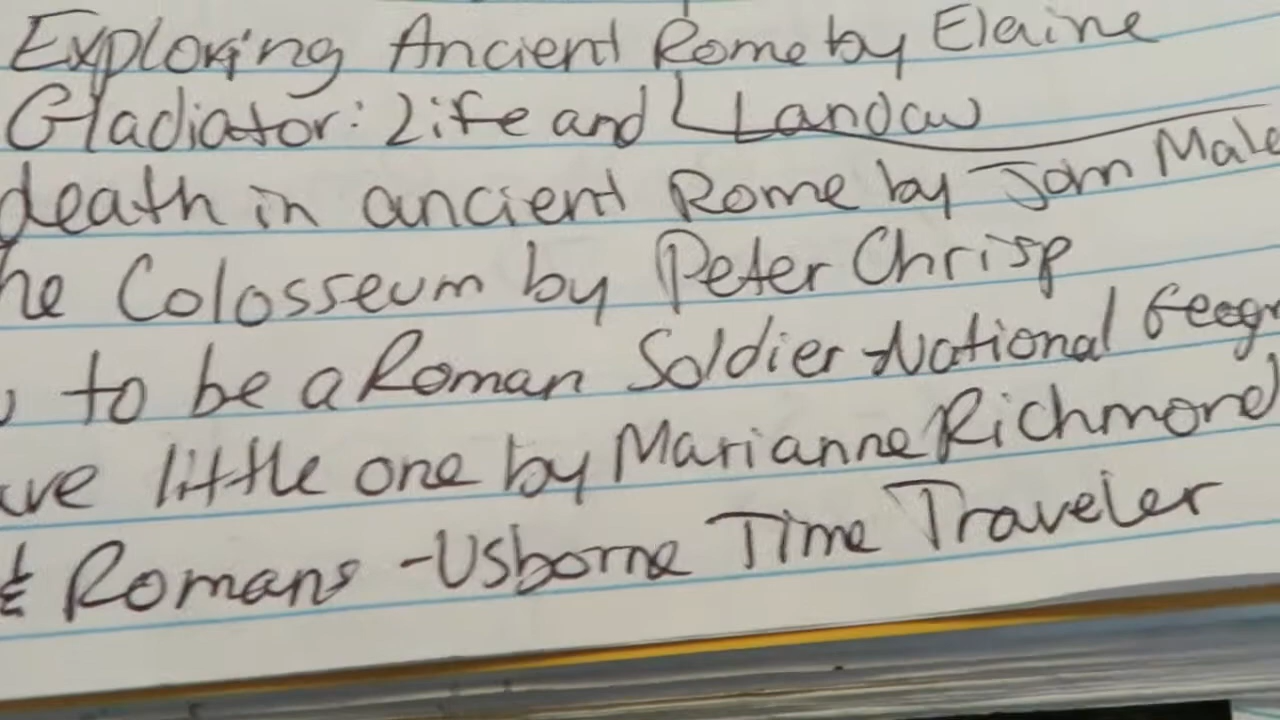 Exploring Ancient Rome by Elaine
Gladiator: Life and Landau
death in ancient Rome by John Male
he Colosseum by Peter Chrisp
to be a Roman Soldier - National Geogr
ve little one by Marianne Richmond
& Romans - Usborne Time Traveler